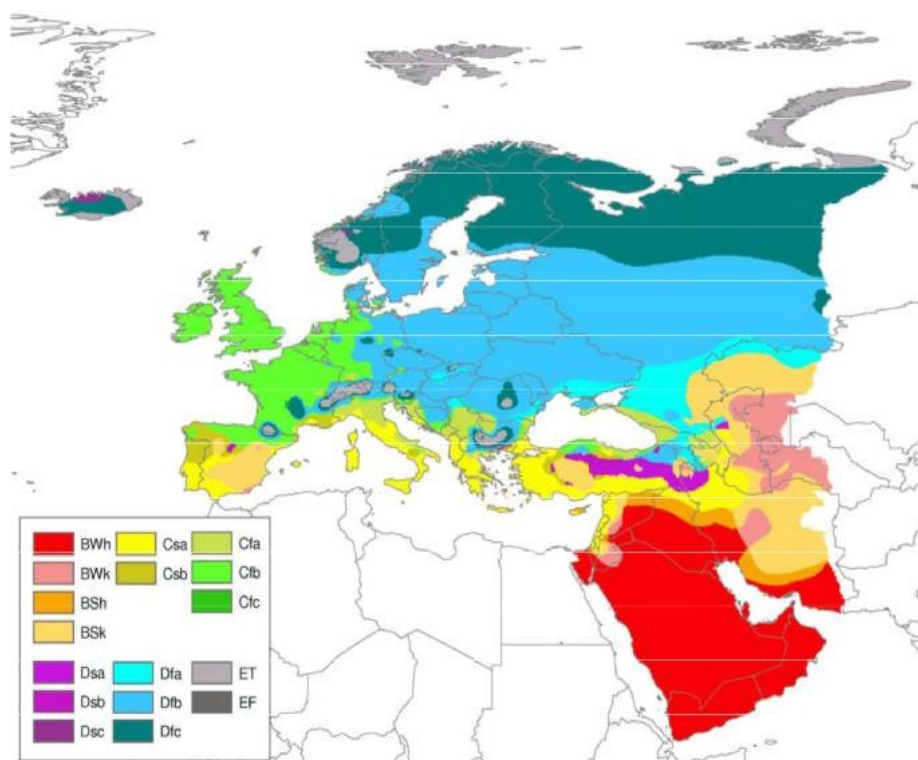 BWh Csa Cfa
BWk Csb Cfb
BSh Cfc
BSk
Dsa Dfa ET
Dsb Dfb EF
Dsc Dfc